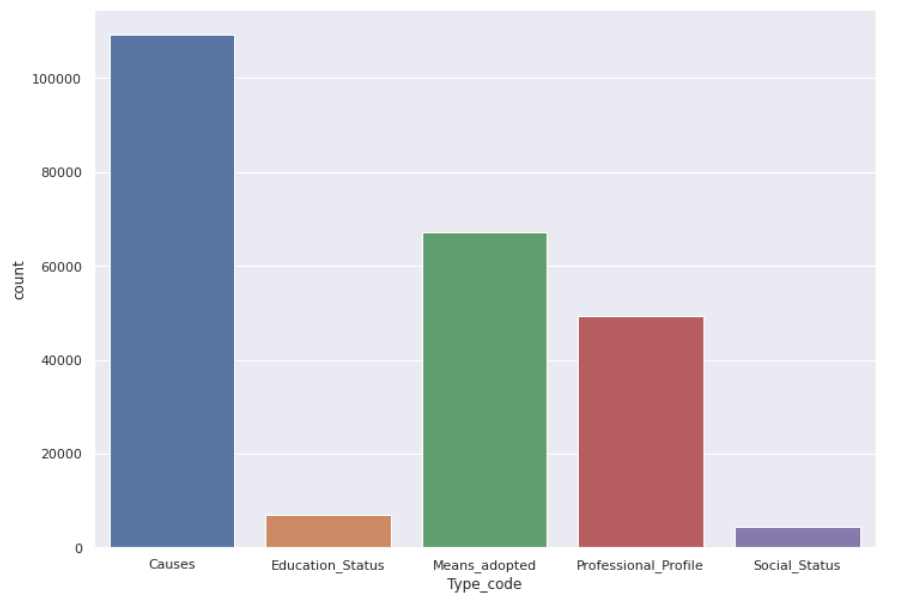 100000
80000
60000
40000
20000
0
count
Causes Education_Status Means_adopted Professional_Profile Social_Status
Type_code